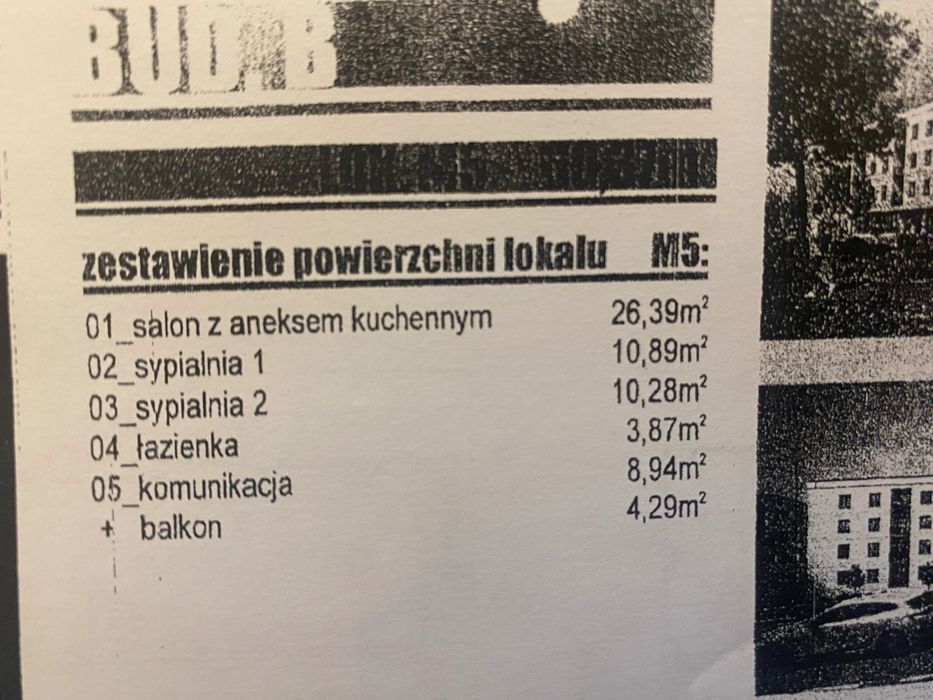 BUDAB
zestawienie powierzchni lokalu M5:
01_salon z aneksem kuchennym 26,39m²
02_sypialnia 1 10,89m²
03_sypialnia 2 10,28m²
04_łazienka 3,87m²
05_komunikacja 8,94m²
+ balkon 4,29m²